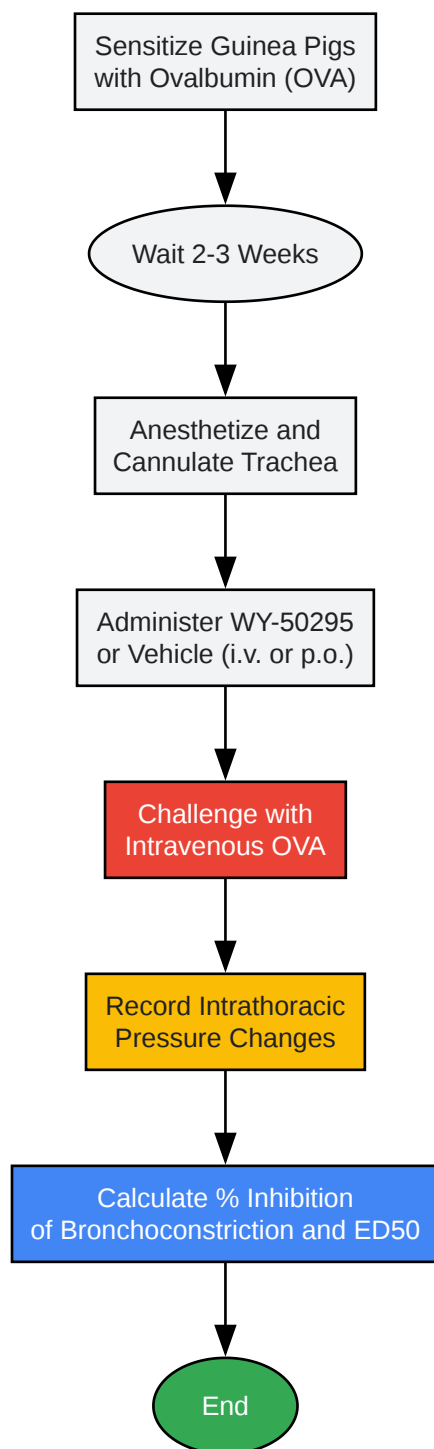 Sensitize Guinea Pigs
with Ovalbumin (OVA)
Wait 2-3 Weeks
Anesthetize and
Cannulate Trachea
Administer WY-50295
or Vehicle (i.v. or p.o.)
Challenge with
Intravenous OVA
Record Intrathoracic
Pressure Changes
Calculate % Inhibition
of Bronchoconstriction and ED50
End